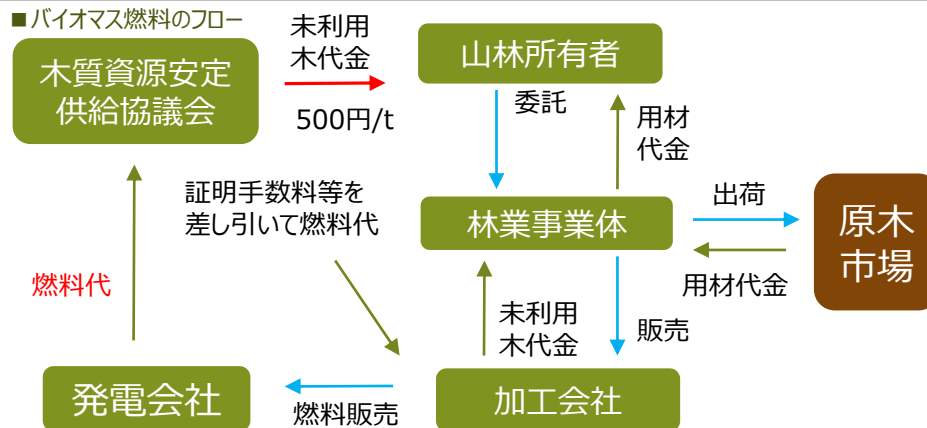 ■バイオマス燃料のフロー
木質資源安定
供給協議会
未利用
木代金
500円/t
山林所有者
委託
用材
代金
証明手数料等を
差し引いて燃料代
林業事業体
出荷
用材代金
原木
市場
燃料代
未利用
木代金
販売
発電会社
燃料販売
加工会社